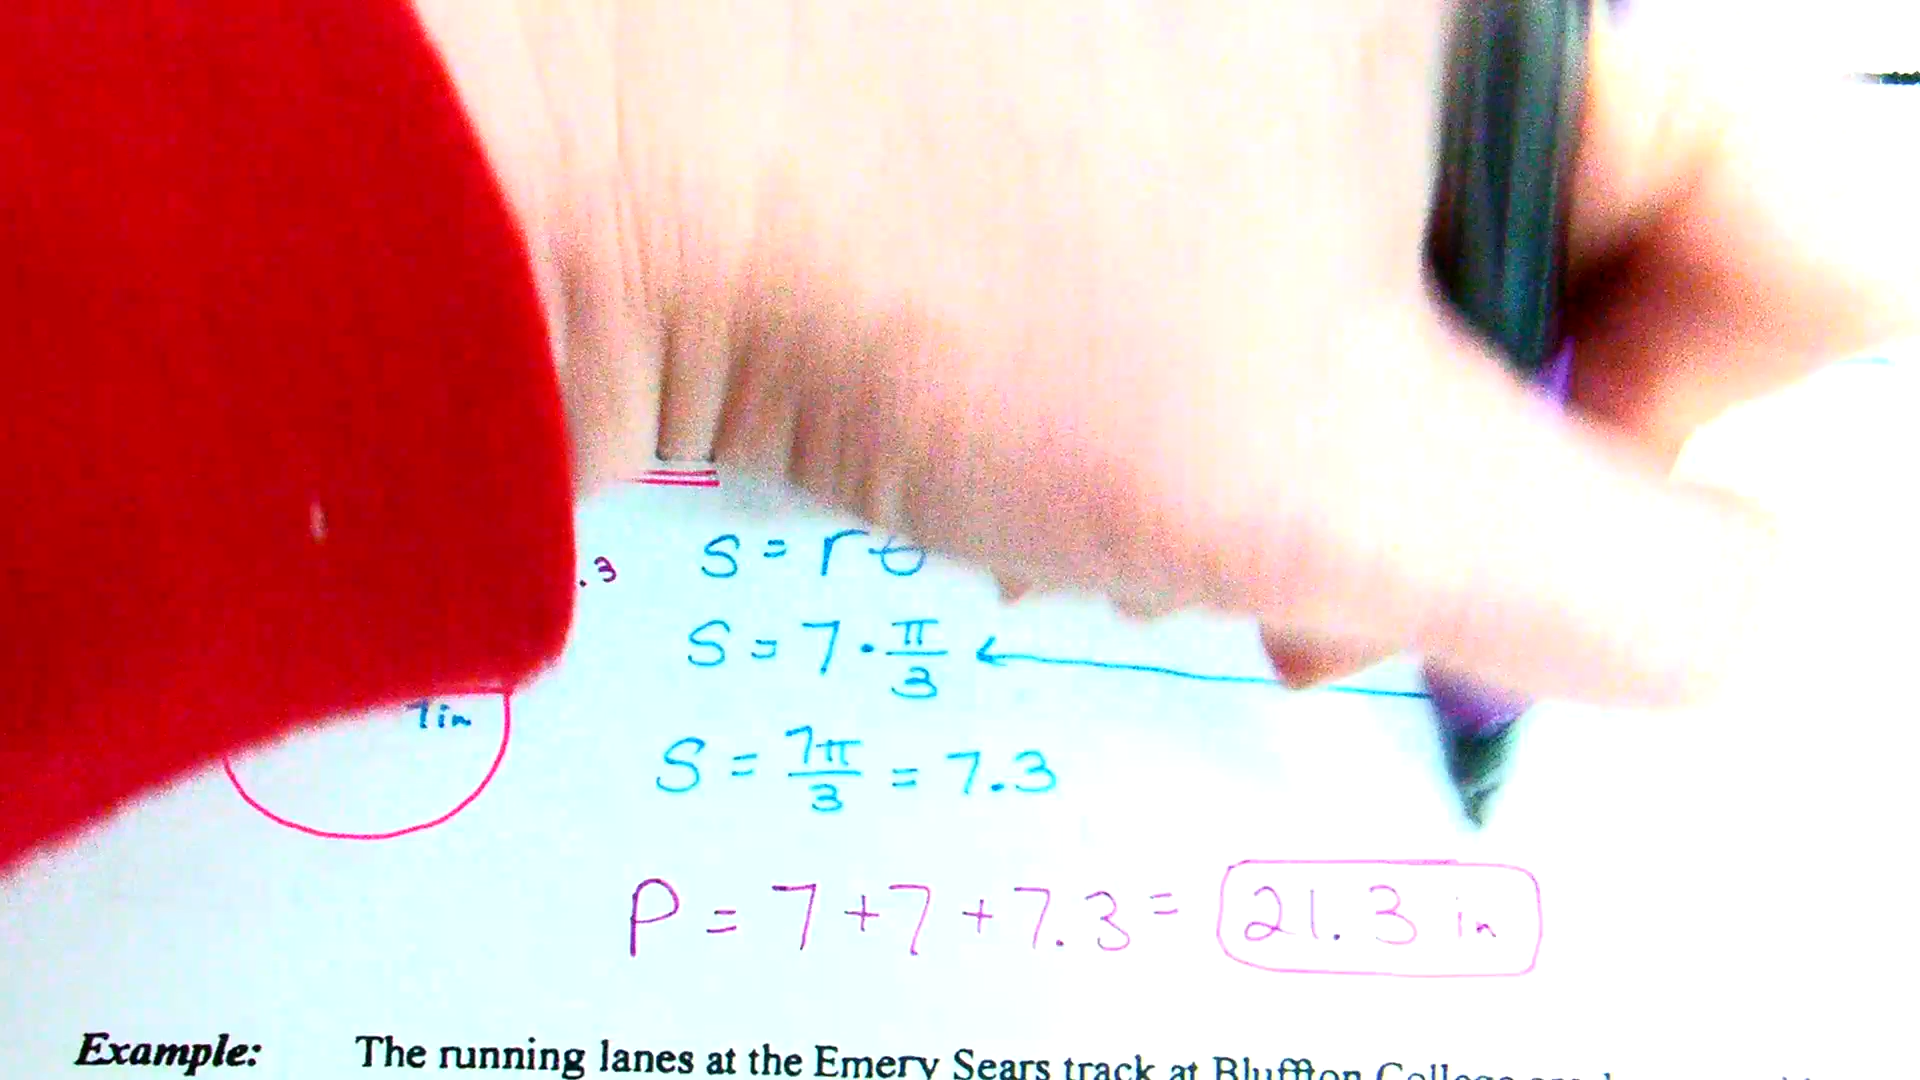 S = rθ
.3
S = 7 · π/3
7in
S = 7π/3 = 7.3
P = 7 + 7 + 7.3 = 21.3 in
Example: The running lanes at the Emery Sears track at Bluffton College